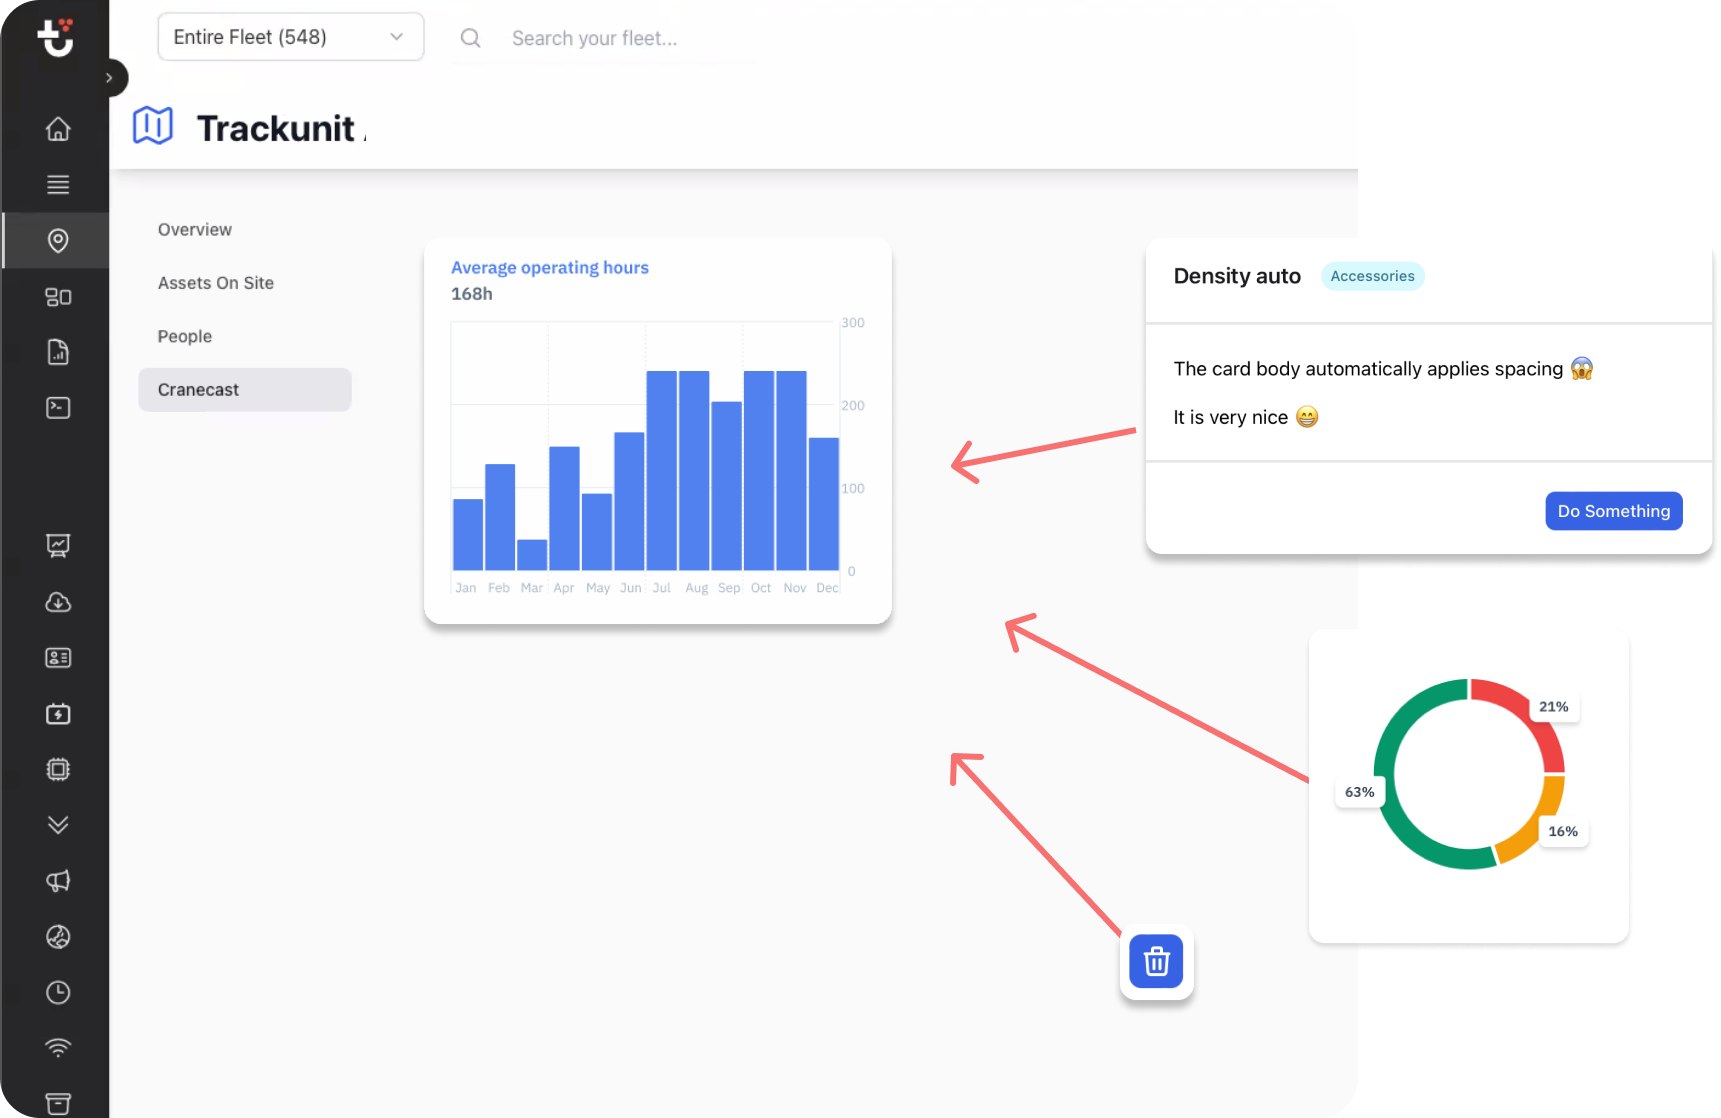 Entire Fleet (548)
Search your fleet...
Trackunit
Overview
Assets On Site
People
Cranecast
Average operating hours
168h
300
200
100
0
Jan Feb Mar Apr May Jun Jul Aug Sep Oct Nov Dec
Density auto Accessories
The card body automatically applies spacing 😱
It is very nice 😁
Do Something
21%
63%
16%